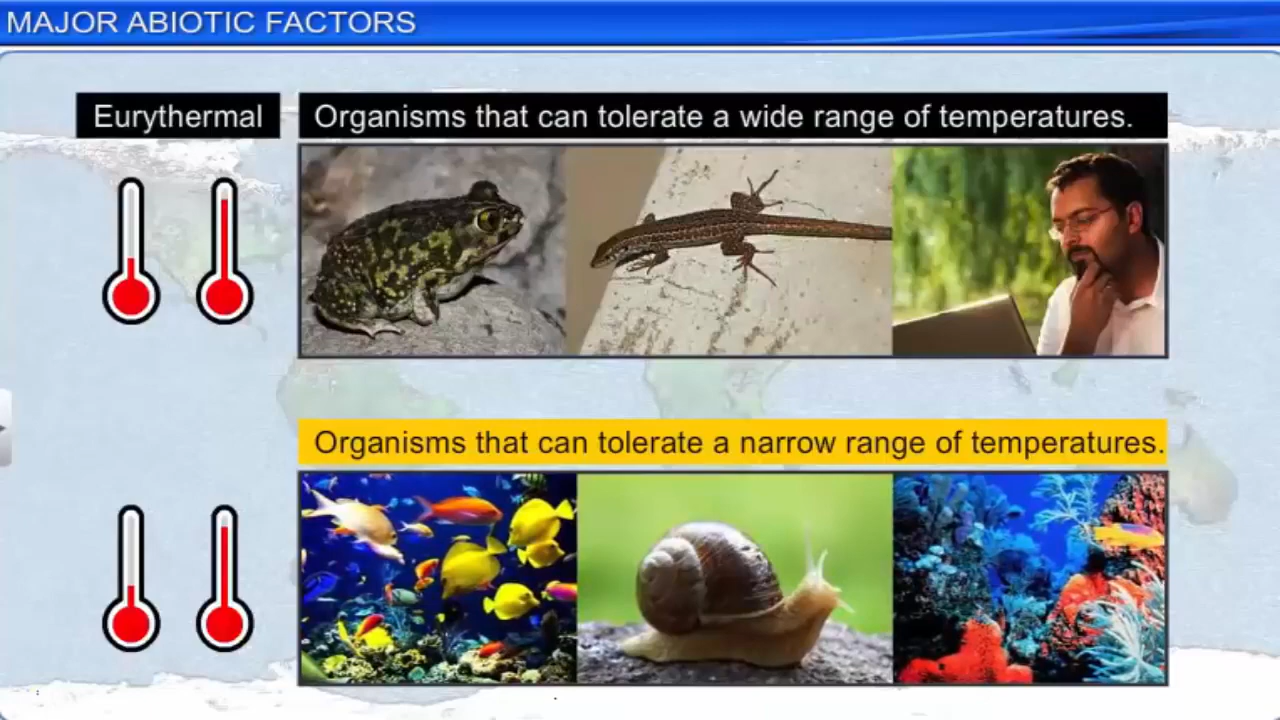 MAJOR ABIOTIC FACTORS
Eurythermal
Organisms that can tolerate a wide range of temperatures.
Organisms that can tolerate a narrow range of temperatures.